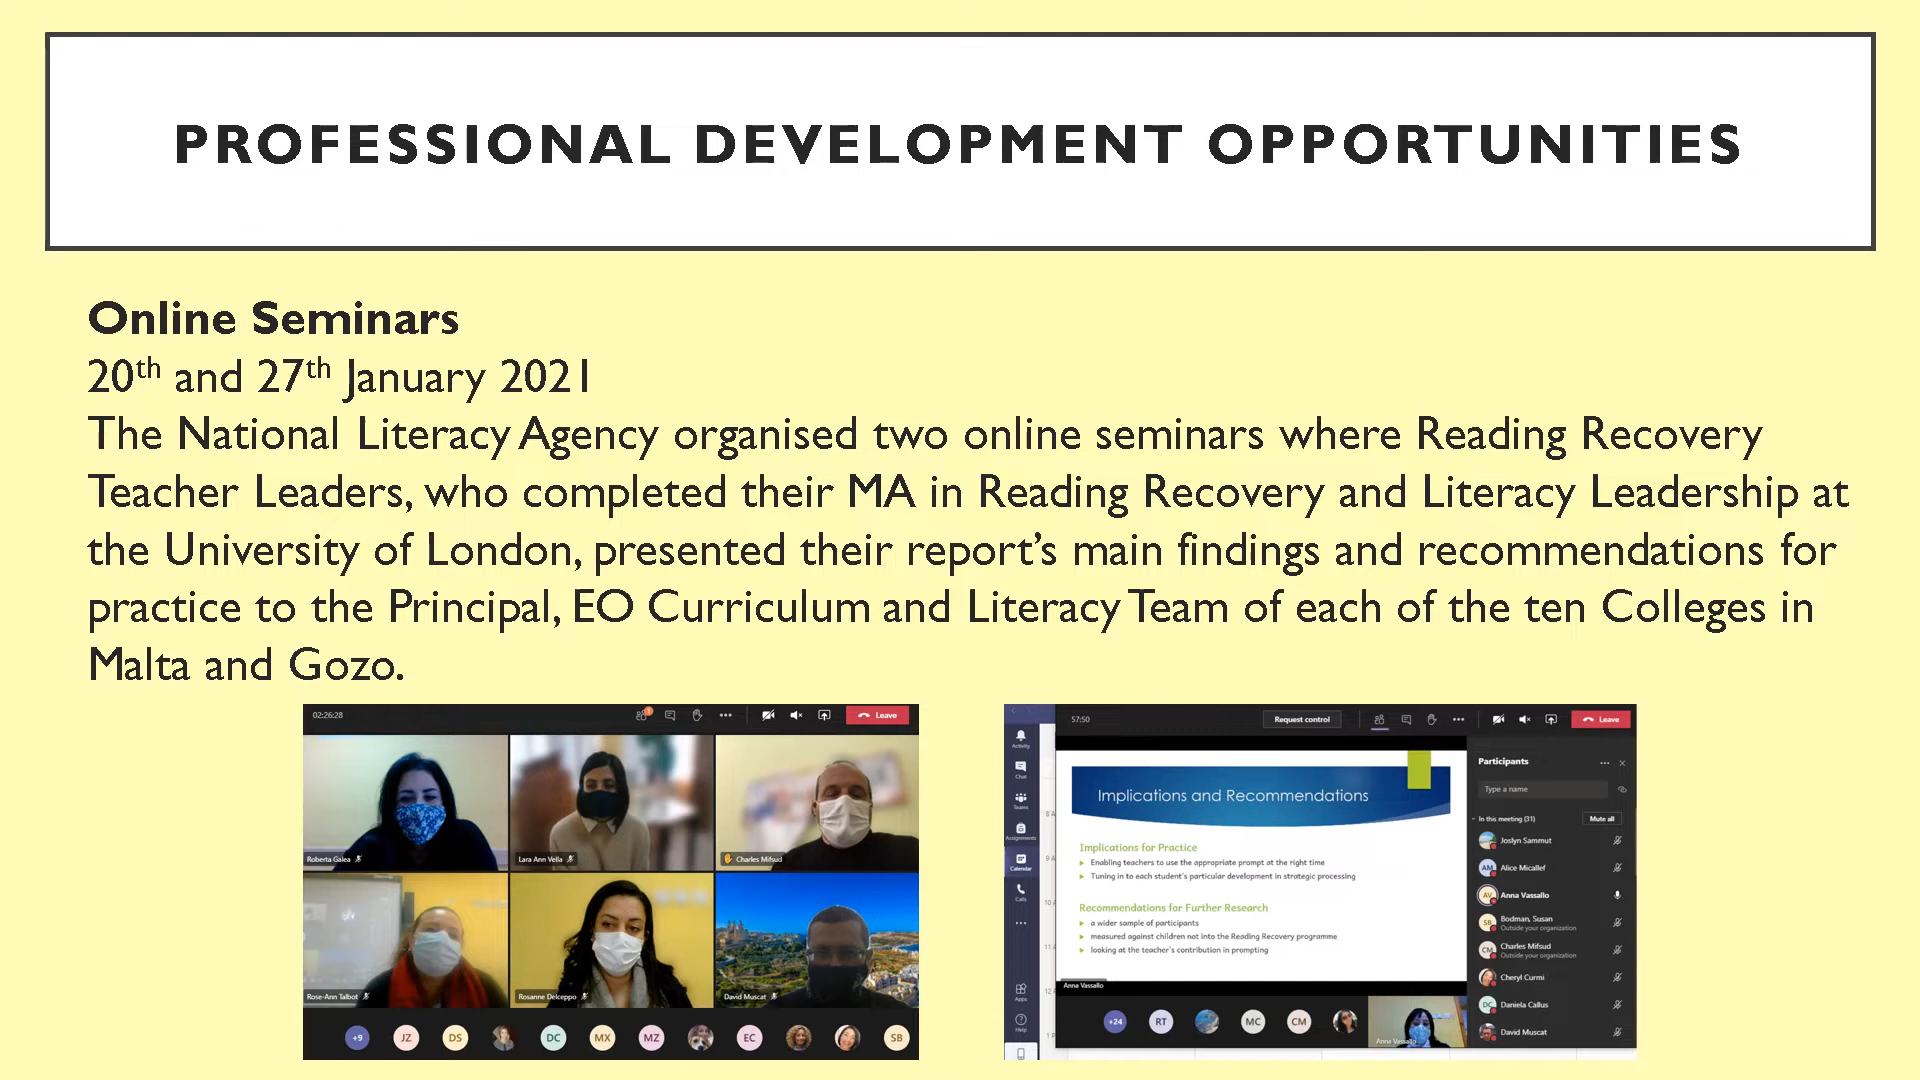 PROFESSIONAL DEVELOPMENT OPPORTUNITIES
Online Seminars
20th and 27th January 2021
The National Literacy Agency organised two online seminars where Reading Recovery
Teacher Leaders, who completed their MA in Reading Recovery and Literacy Leadership at
the University of London, presented their report’s main findings and recommendations for
practice to the Principal, EO Curriculum and Literacy Team of each of the ten Colleges in
Malta and Gozo.
02:26:28
1
Leave
Roberta Galea
Lara Ann Vella
Charles Mifsud
Rose-Ann Talbot
Rosanne Delceppo
David Muscat
+9
JZ
DS
DC
MX
MZ
EC
SB
57:50
Request control
Leave
Activity
Chat
Teams
Assignments
Calendar
Calls
Apps
Help
Implications and Recommendations
Implications for Practice
Enabling teachers to use the appropriate prompt at the right time
Tuning in to each student's particular development in strategic processing
Recommendations for Further Research
a wider sample of participants
measured against children not into the Reading Recovery programme
looking at the teacher's contribution in prompting
Anna Vassallo
+24
RT
MC
CM
Anna Vassallo
Participants
Type a name
In this meeting (31)
Mute all
Joslyn Sammut
AM
Alice Micallef
AV
Anna Vassallo
SB
Bodman, Susan
Outside your organization
CM
Charles Mifsud
Outside your organization
Cheryl Curmi
DC
Daniela Callus
David Muscat